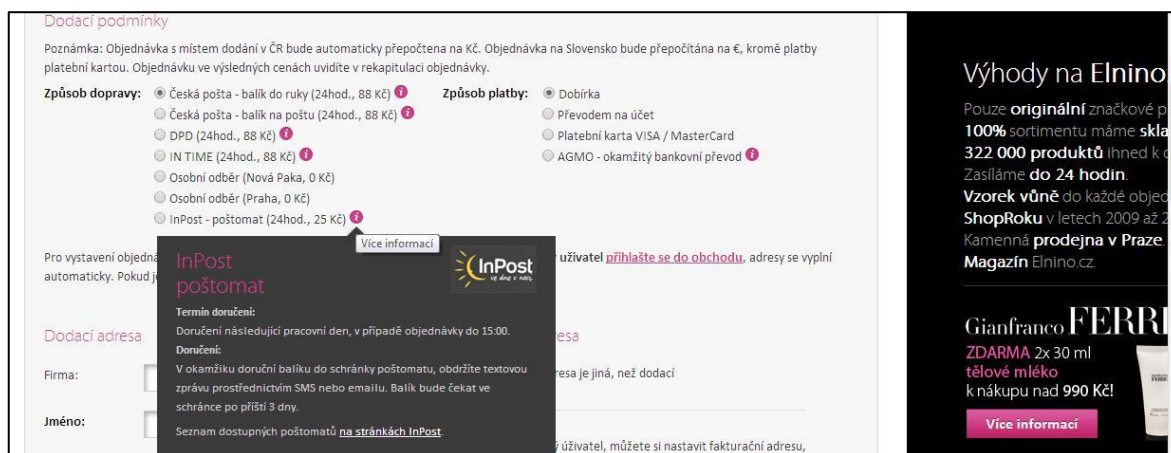 Dodací podmínky
Poznámka: Objednávka s místem dodání v ČR bude automaticky přepočtena na Kč. Objednávka na Slovensko bude přepočítána na €, kromě platby
platební kartou. Objednávku ve výsledných cenách uvidíte v rekapitulaci objednávky.
Způsob dopravy:
Česká pošta - balík do ruky (24hod., 88 Kč)
Česká pošta - balík na poštu (24hod., 88 Kč)
DPD (24hod., 88 Kč)
IN TIME (24hod., 88 Kč)
Osobní odběr (Nová Paka, 0 Kč)
Osobní odběr (Praha, 0 Kč)
InPost - poštomat (24hod., 25 Kč)
Způsob platby:
Dobírka
Převodem na účet
Platební karta VISA / MasterCard
AGMO - okamžitý bankovní převod
Více informací
Pro vystavení objedná
uživatel přihlašte se do obchodu, adresy se vyplní
automaticky. Pokud j
InPost
poštomat
InPost
ve dne v noci
Termín doručení:
Doručení následující pracovní den, v případě objednávky do 15:00.
Doručení:
V okamžiku doruční balíku do schránky poštomatu, obdržíte textovou
zprávu prostřednictvím SMS nebo emailu. Balík bude čekat ve
schránce po příští 3 dny.
Seznam dostupných poštomatů na stránkách InPost.
Dodací adresa
resa
Firma:
resa je jiná, než dodací
Jméno:
ý úživatel, můžete si nastavit fakturační adresu,
Výhody na Elnino
Pouze originální značkové p
100% sortimentu máme skla
322 000 produktů ihned k
Zasíláme do 24 hodin.
Vzorek vůně do každé objed
ShopRoku v letech 2009 až 2
Kamenná prodejna v Praze.
Magazín Elnino.cz.
Gianfranco FERR
ZDARMA 2x 30 ml
tělové mléko
k nákupu nad 990 Kč!
Více informací